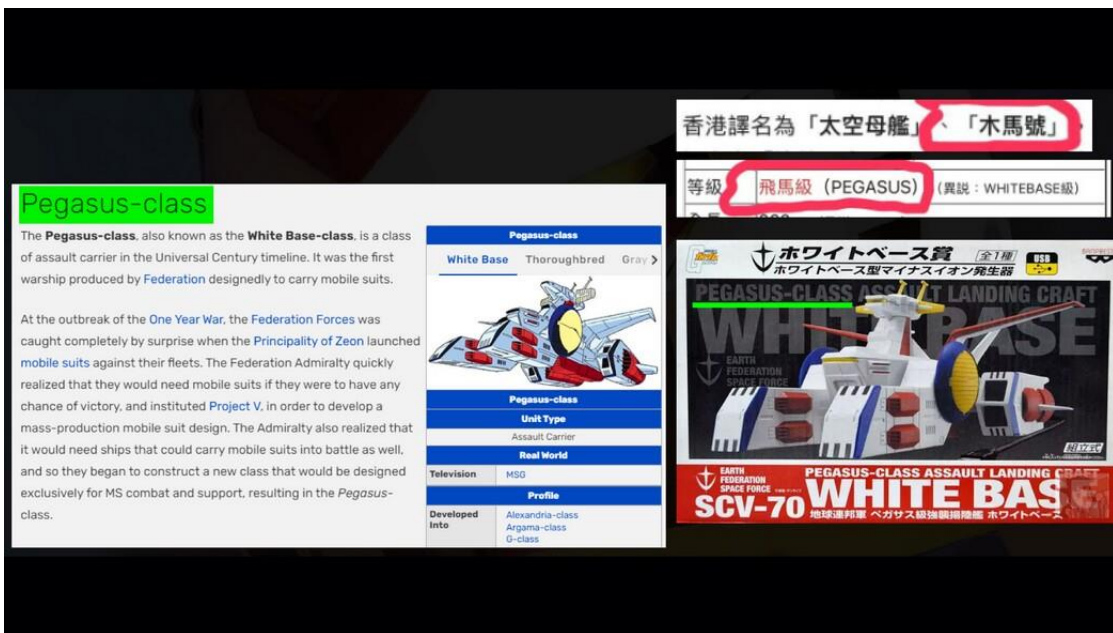 Pegasus-class
The Pegasus-class, also known as the White Base-class, is a class
of assault carrier in the Universal Century timeline. It was the first
warship produced by Federation designedly to carry mobile suits.
At the outbreak of the One Year War, the Federation Forces was
caught completely by surprise when the Principality of Zeon launched
mobile suits against their fleets. The Federation Admiralty quickly
realized that they would need mobile suits if they were to have any
chance of victory, and instituted Project V, in order to develop a
mass-production mobile suit design. The Admiralty also realized that
it would need ships that could carry mobile suits into battle as well,
and so they began to construct a new class that would be designed
exclusively for MS combat and support, resulting in the Pegasus-
class.
Pegasus-class
White Base Thoroughbred Gray
Pegasus-class
Unit Type
Assault Carrier
Real World
Television MSG
Profile
Developed Into
Alexandria-class
Argama-class
G-class
香港譯名為「太空母艦」、「木馬號」
等級 飛馬級 (PEGASUS) (異説:WHITEBASE級)
ホワイトベース賞 全1種 USB
ホワイトベース型マイナスイオン発生器
PEGASUS-CLASS ASSAULT LANDING CRAFT
WHITE BASE
EARTH
FEDERATION
SPACE FORCE
組立式
EARTH
FEDERATION
SPACE FORCE
SCV-70
PEGASUS-CLASS ASSAULT LANDING CRAFT
WHITE BASE
地球連邦軍 ペガサス級強襲揚陸艦 ホワイトベース